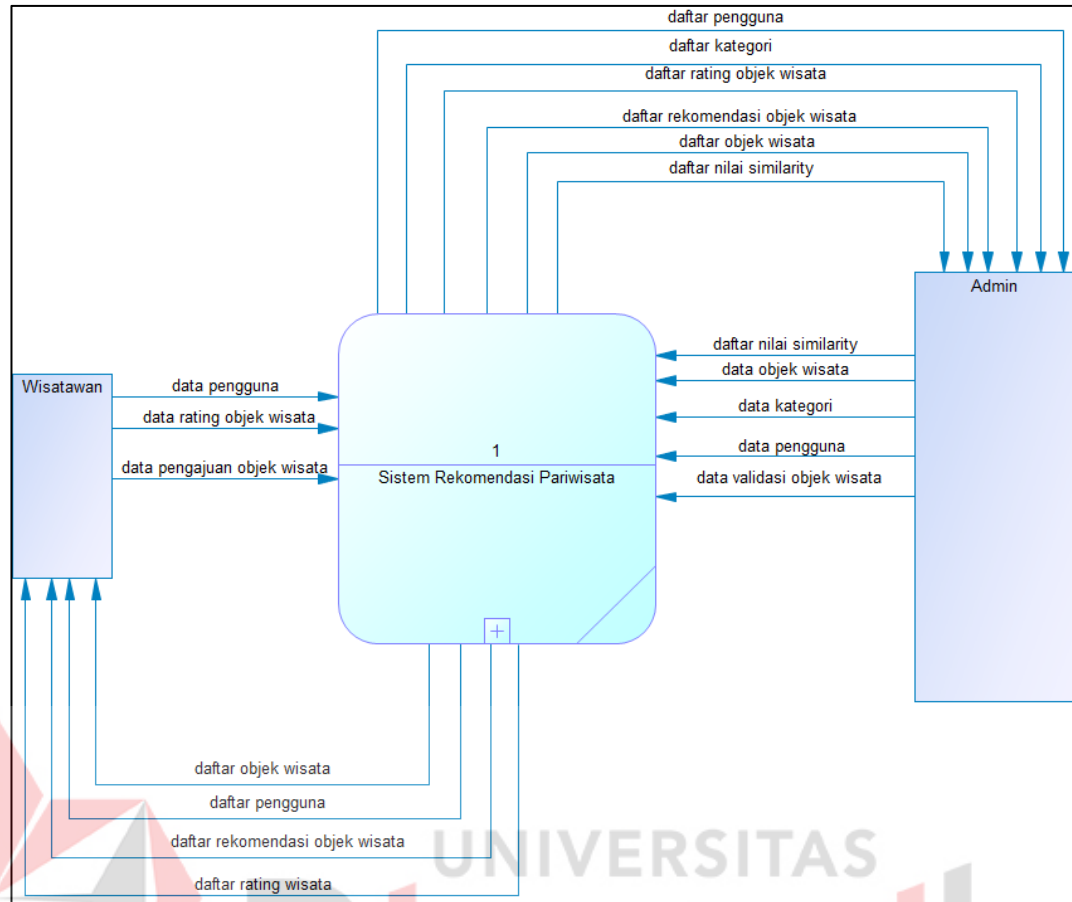 daftar pengguna
daftar kategori
daftar rating objek wisata
daftar rekomendasi objek wisata
daftar objek wisata
daftar nilai similarity
Admin
daftar nilai similarity
data objek wisata
data kategori
data pengguna
data validasi objek wisata
Wisatawan
data pengguna
data rating objek wisata
data pengajuan objek wisata
1
Sistem Rekomendasi Pariwisata
daftar objek wisata
daftar pengguna
daftar rekomendasi objek wisata
daftar rating wisata
UNIVERSITAS